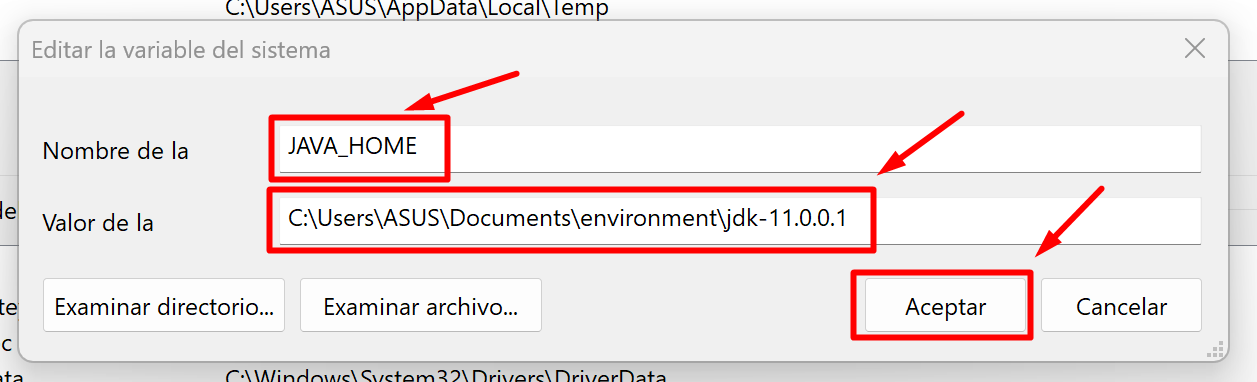 C:\Users\ASUS\AppData\Local\Temp
Editar la variable del sistema
Nombre de la
JAVA_HOME
de
Valor de la
C:\Users\ASUS\Documents\environment\jdk-11.0.0.1
Examinar directorio...
Examinar archivo...
Aceptar
Cancelar
C:\Windows\System32\Drivers\DriverData